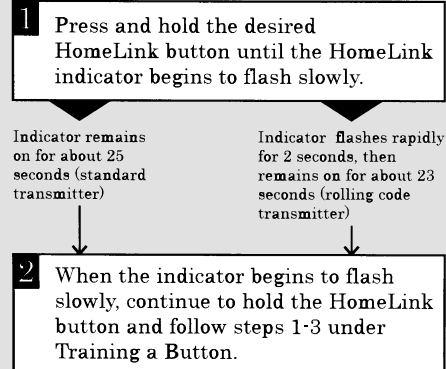 1
Press and hold the desired
HomeLink button until the HomeLink
indicator begins to flash slowly.
Indicator remains
on for about 25
seconds (standard
transmitter)
Indicator flashes rapidly
for 2 seconds, then
remains on for about 23
seconds (rolling code
transmitter)
2
When the indicator begins to flash
slowly, continue to hold the HomeLink
button and follow steps 1-3 under
Training a Button.